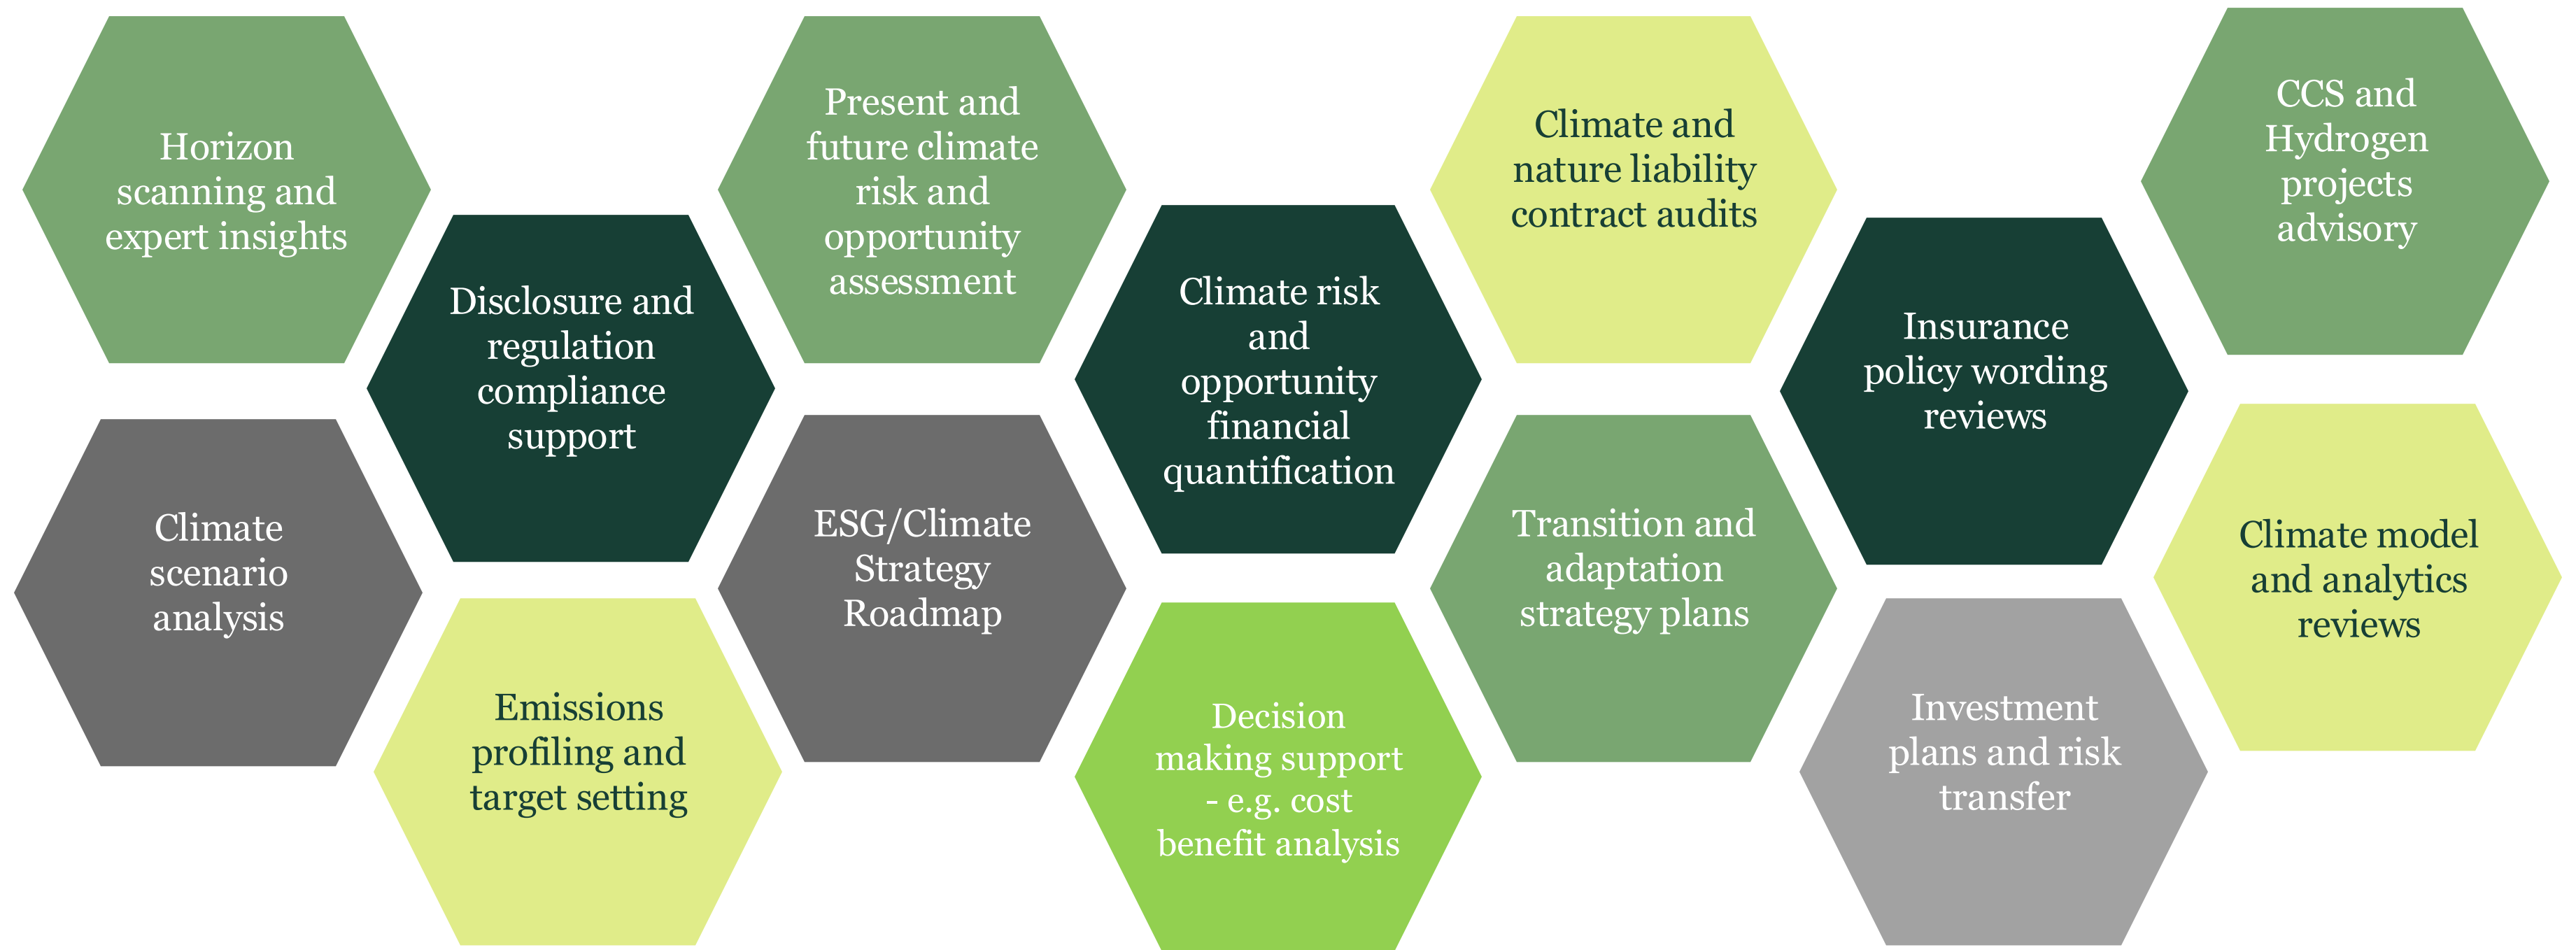 Horizon
scanning and
expert insights
Present and
future climate
risk and
opportunity
assessment
Climate and
nature liability
contract audits
CCS and
Hydrogen
projects
advisory
Disclosure and
regulation
compliance
support
Climate risk
and
opportunity
financial
quantification
Insurance
policy wording
reviews
Climate
scenario
analysis
ESG/Climate
Strategy
Roadmap
Transition and
adaptation
strategy plans
Climate model
and analytics
reviews
Emissions
profiling and
target setting
Decision
making support
- e.g. cost
benefit analysis
Investment
plans and risk
transfer